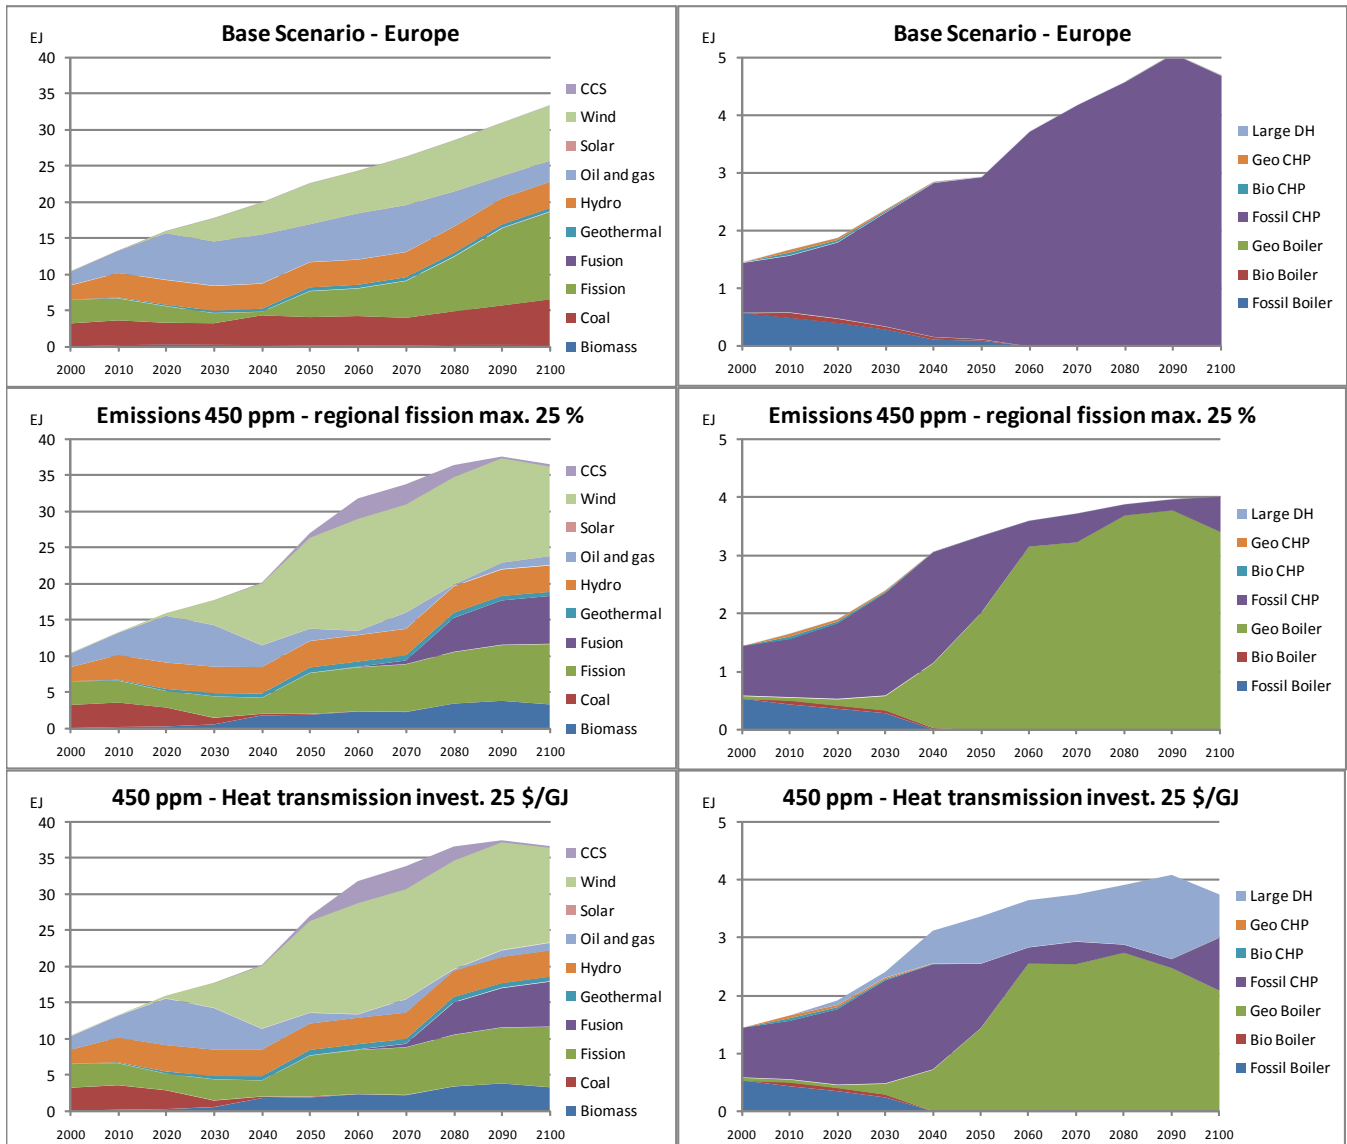 Base Scenario - Europe
EJ
40
35
30
25
20
15
10
5
0
2000 2010 2020 2030 2040 2050 2060 2070 2080 2090 2100
CCS
Wind
Solar
Oil and gas
Hydro
Geothermal
Fusion
Fission
Coal
Biomass
Base Scenario - Europe
EJ
5
4
3
2
1
0
2000 2010 2020 2030 2040 2050 2060 2070 2080 2090 2100
Large DH
Geo CHP
Bio CHP
Fossil CHP
Geo Boiler
Bio Boiler
Fossil Boiler
Emissions 450 ppm - regional fission max. 25 %
EJ
40
35
30
25
20
15
10
5
0
2000 2010 2020 2030 2040 2050 2060 2070 2080 2090 2100
CCS
Wind
Solar
Oil and gas
Hydro
Geothermal
Fusion
Fission
Coal
Biomass
Emissions 450 ppm - regional fission max. 25 %
EJ
5
4
3
2
1
0
2000 2010 2020 2030 2040 2050 2060 2070 2080 2090 2100
Large DH
Geo CHP
Bio CHP
Fossil CHP
Geo Boiler
Bio Boiler
Fossil Boiler
450 ppm - Heat transmission invest. 25 $/GJ
EJ
40
35
30
25
20
15
10
5
0
2000 2010 2020 2030 2040 2050 2060 2070 2080 2090 2100
CCS
Wind
Solar
Oil and gas
Hydro
Geothermal
Fusion
Fission
Coal
Biomass
450 ppm - Heat transmission invest. 25 $/GJ
EJ
5
4
3
2
1
0
2000 2010 2020 2030 2040 2050 2060 2070 2080 2090 2100
Large DH
Geo CHP
Bio CHP
Fossil CHP
Geo Boiler
Bio Boiler
Fossil Boiler